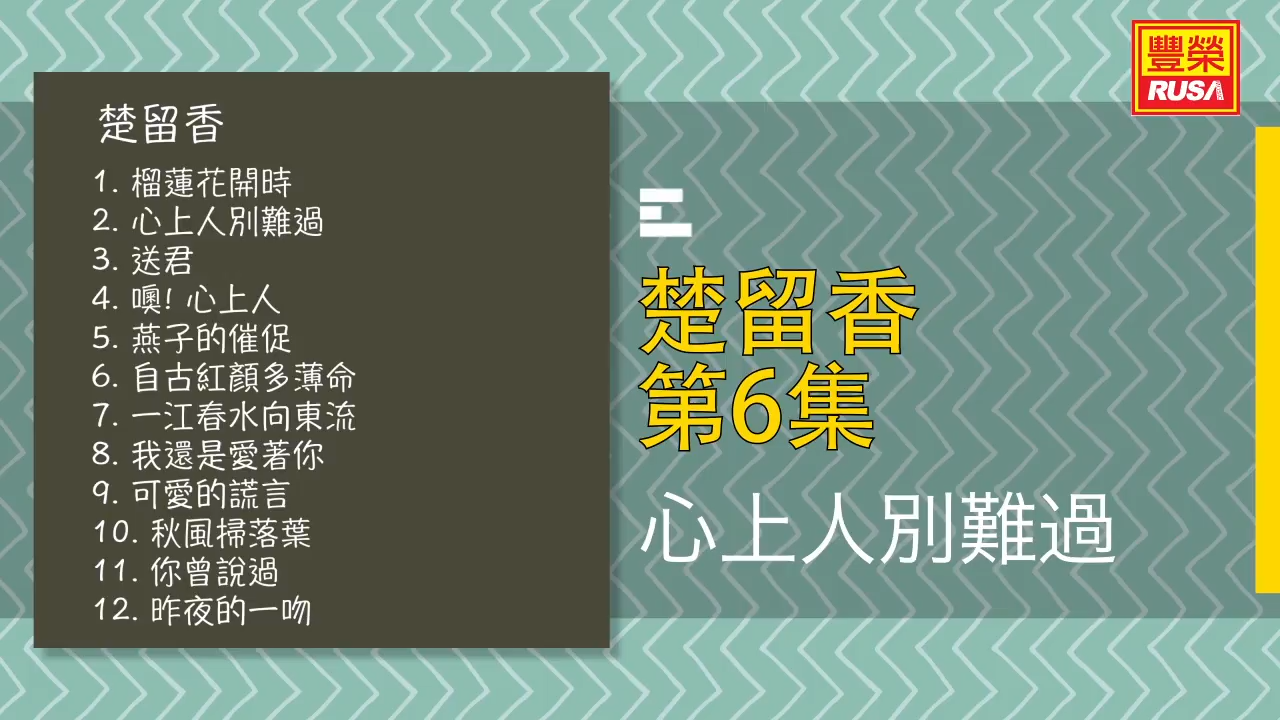 楚留香
1. 榴蓮花開時
2. 心上人別難過
3. 送君
4. 噢! 心上人
5. 燕子的催促
6. 自古紅顏多薄命
7. 一江春水向東流
8. 我還是愛著你
9. 可愛的謊言
10. 秋風掃落葉
11. 你曾說過
12. 昨夜的一吻
豐榮
RUSA
楚留香
第6集
心上人別難過